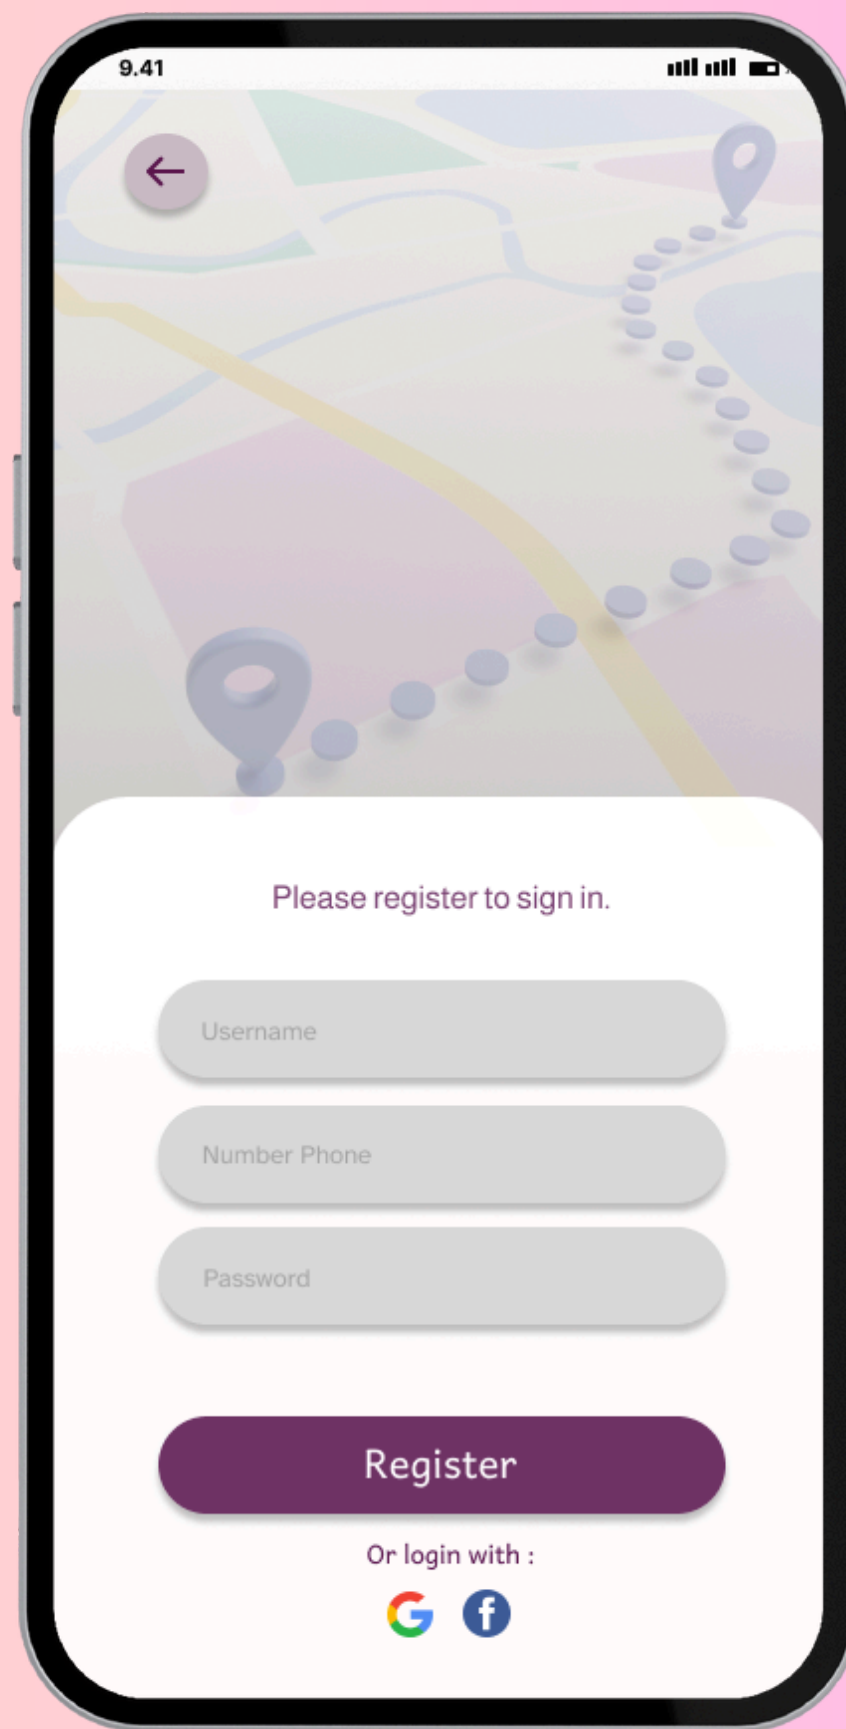 9.41
Please register to sign in.
Username
Number Phone
Password
Register
Or login with :